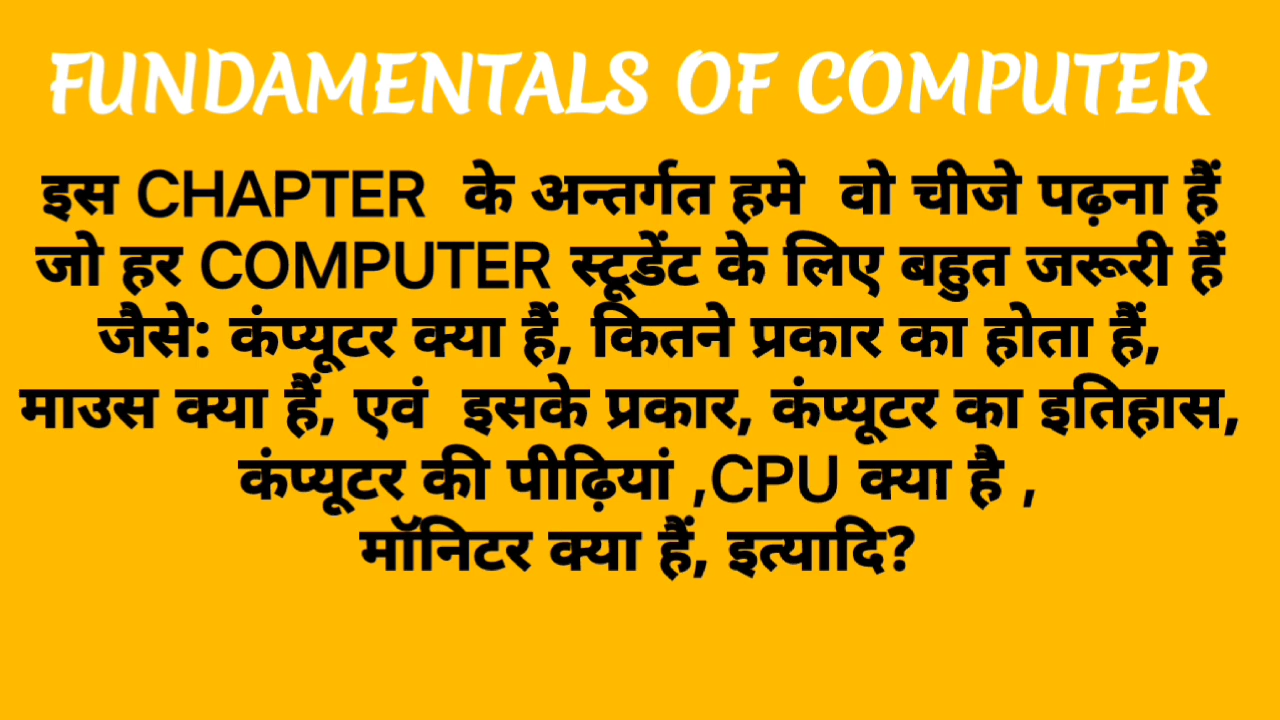 FUNDAMENTALS OF COMPUTER
इस CHAPTER के अन्तर्गत हमे वो चीजे पढ़ना हैं
जो हर COMPUTER स्टूडेंट के लिए बहुत जरूरी हैं
जैसे: कंप्यूटर क्या हैं, कितने प्रकार का होता हैं,
माउस क्या हैं, एवं इसके प्रकार, कंप्यूटर का इतिहास,
कंप्यूटर की पीढ़ियां ,CPU क्या है ,
मॉनिटर क्या हैं, इत्यादि?